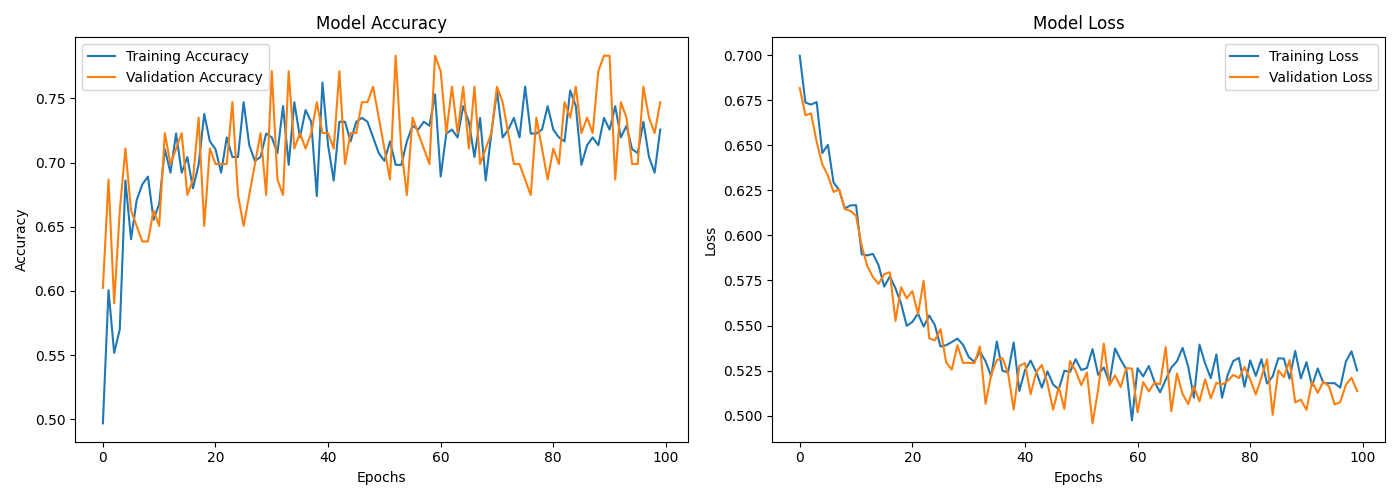 Model Accuracy
Training Accuracy
Validation Accuracy
Accuracy
0.75
0.70
0.65
0.60
0.55
0.50
0
20
40
60
80
100
Epochs
Model Loss
Training Loss
Validation Loss
Loss
0.700
0.675
0.650
0.625
0.600
0.575
0.550
0.525
0.500
0
20
40
60
80
100
Epochs